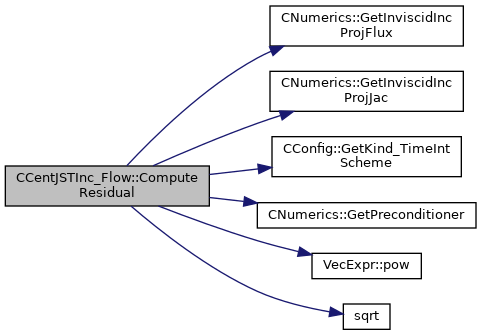 CNumerics::GetInviscidInc
ProjFlux
CNumerics::GetInviscidInc
ProjJac
CConfig::GetKind_TimeInt
Scheme
CCentJSTInc_Flow::Compute
Residual
CNumerics::GetPreconditioner
VecExpr::pow
sqrt